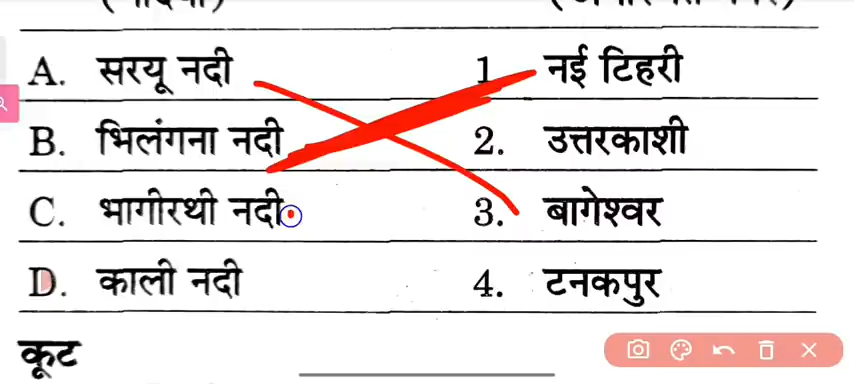 A. सरयू नदी 1 नई टिहरी
B. भिलंगना नदी 2. उत्तरकाशी
C. भागीरथी नदी 3. बागेश्वर
D. काली नदी 4. टनकपुर
कूट